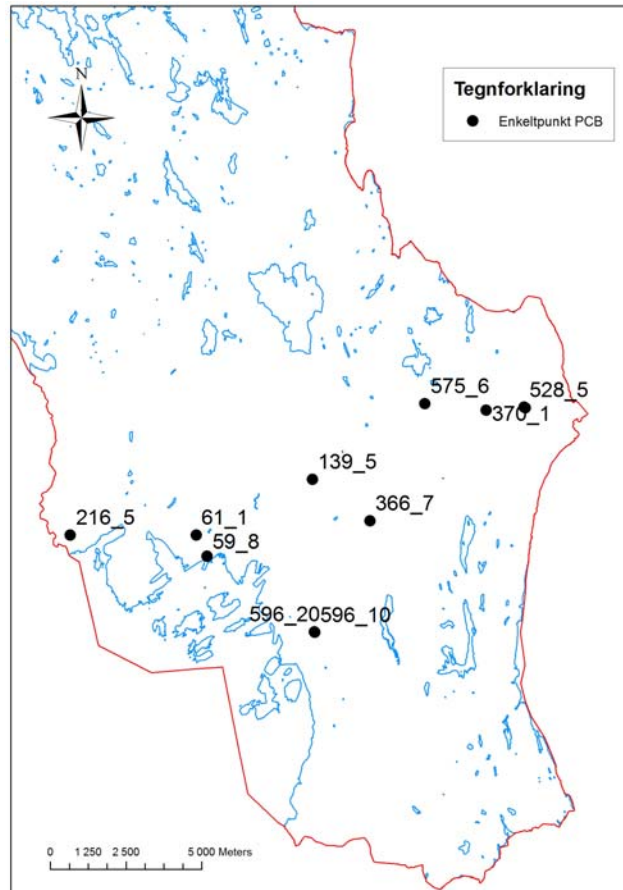 N
Tegnforklaring
Enkeltpunkt PCB
575_6
528_5
370_1
139_5
366_7
216_5
61_1
59_8
596_20596_10
0 1 250 2 500 5 000 Meters